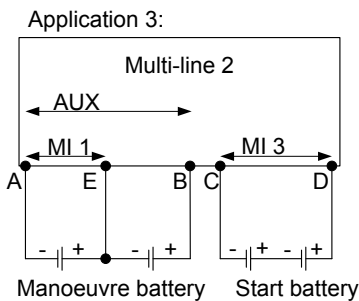 Application 3:
Multi-line 2
AUX
MI 1 MI 3
A E B C D
- + - + - + - +
Manoeuvre battery Start battery